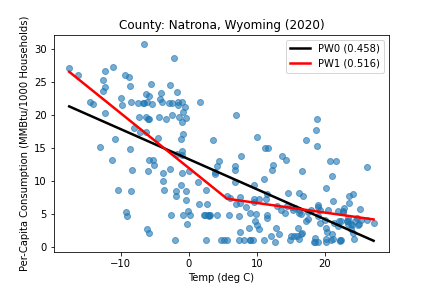 County: Natrona, Wyoming (2020)
Per-Capita Consumption (MMBtu/1000 Households)
30
25
20
15
10
5
0
PW0 (0.458)
PW1 (0.516)
−10
0
10
20
Temp (deg C)